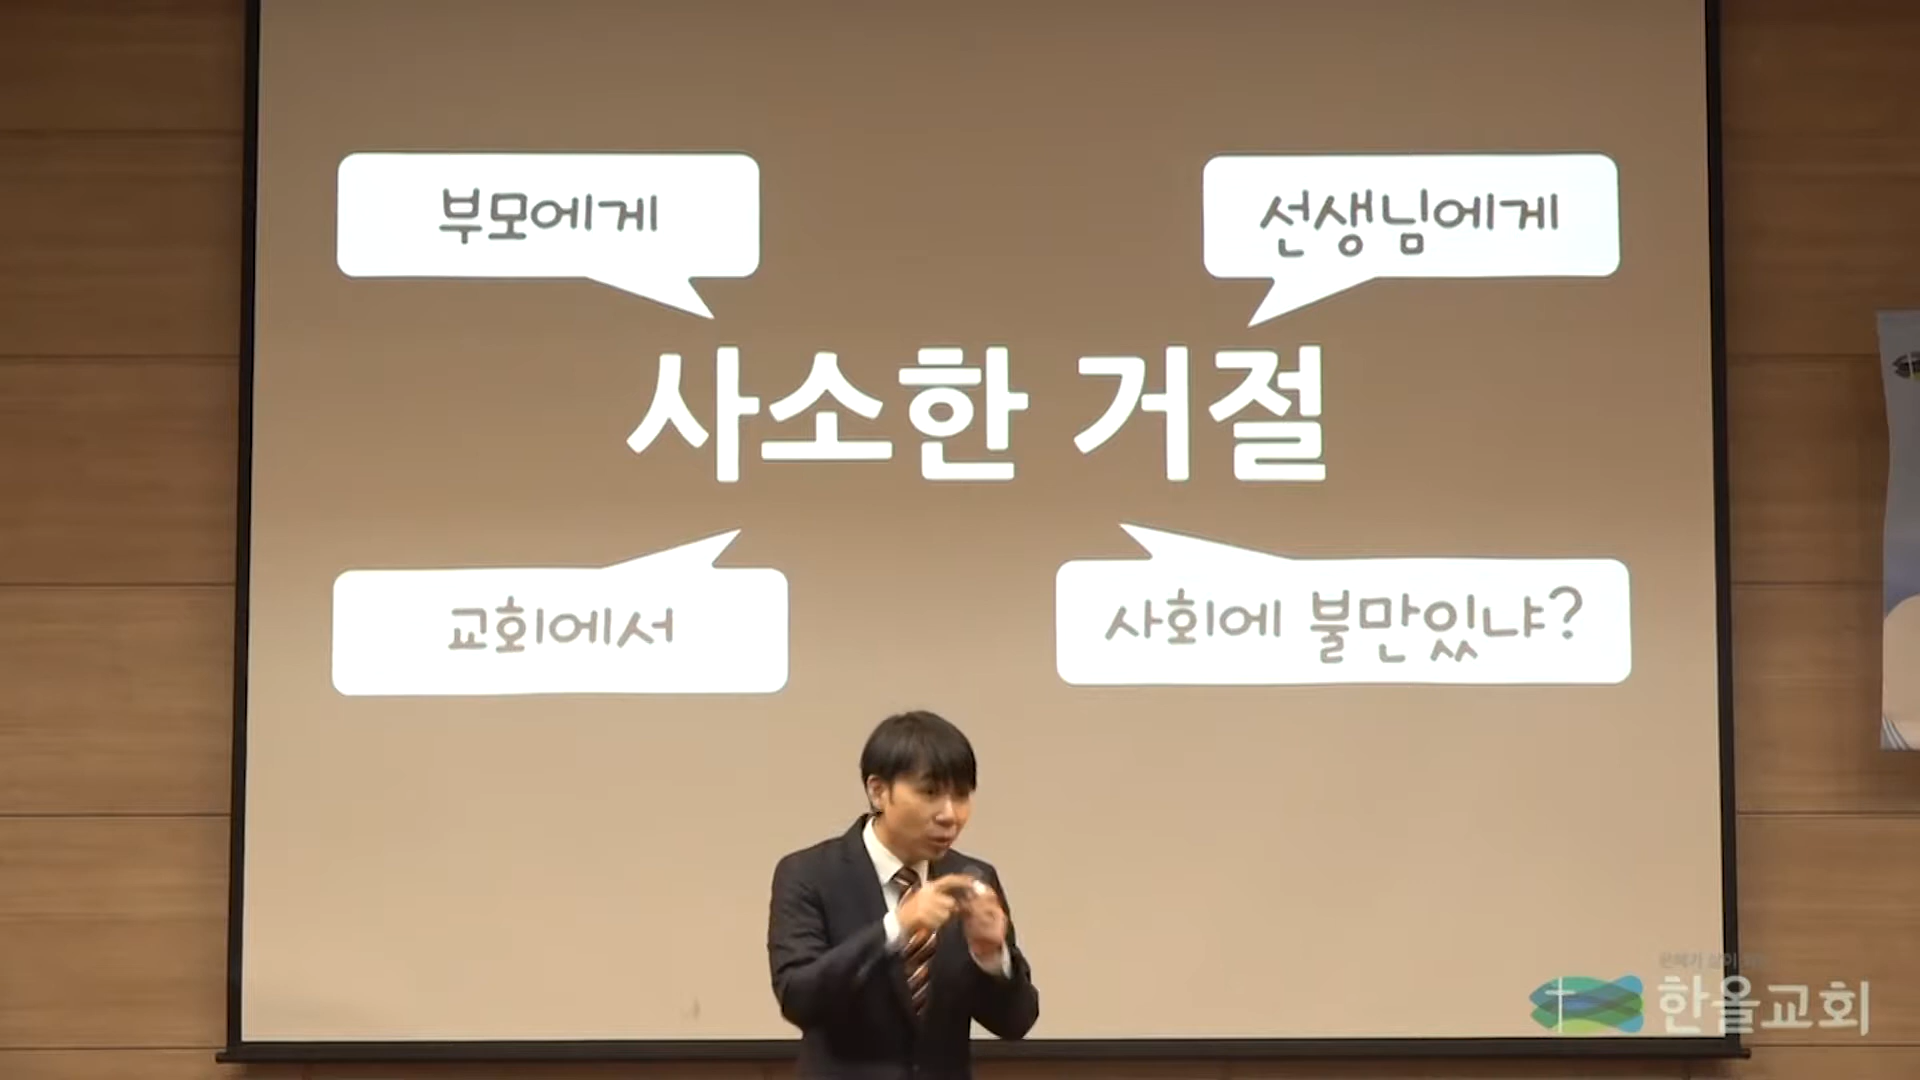 부모에게
선생님에게
사소한 거절
교회에서
사회에 불만있냐?
한울교회